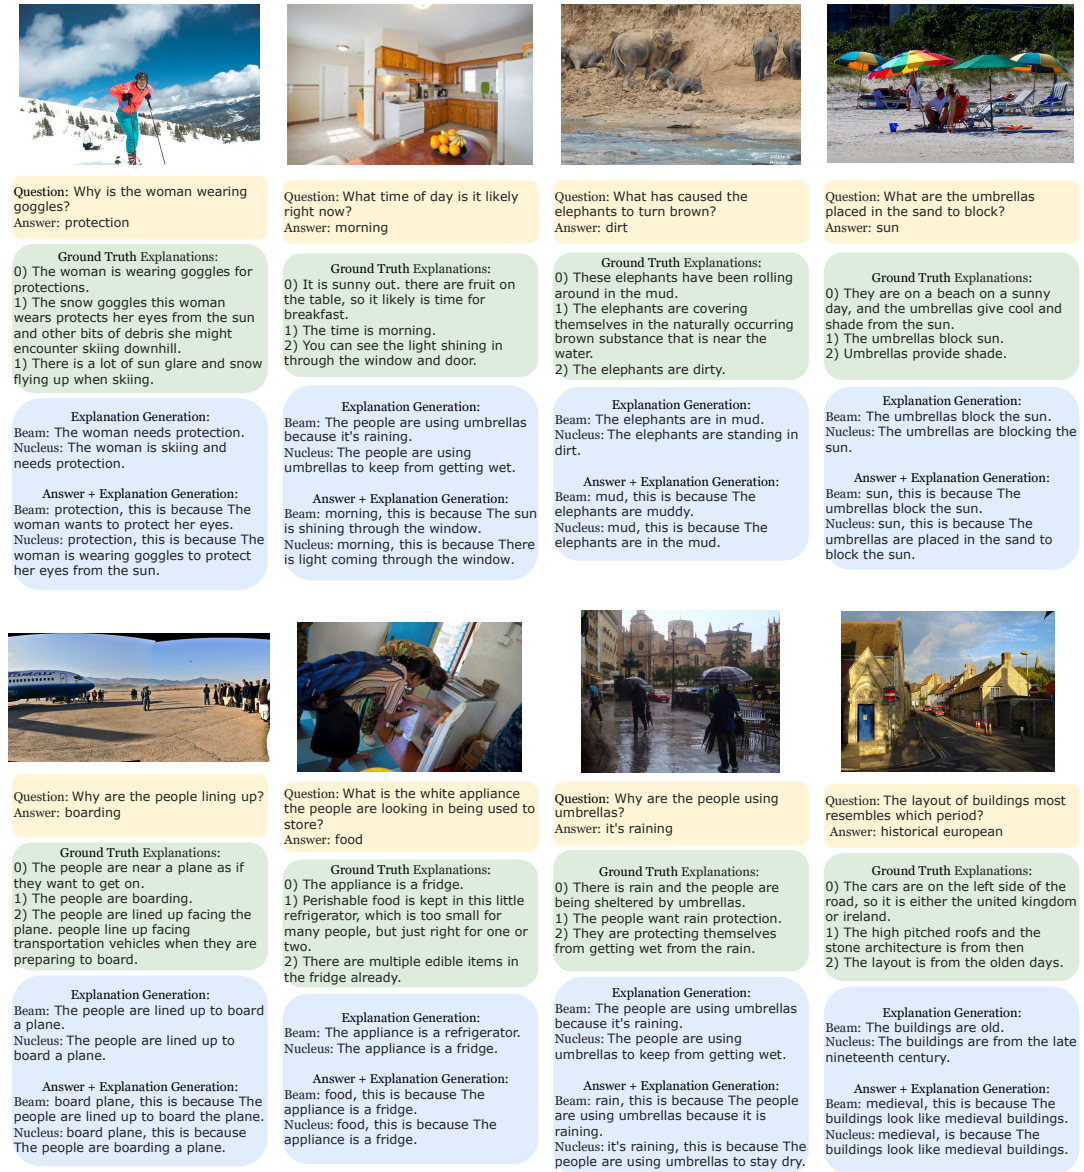 Question: Why is the woman wearing
goggles?
Answer: protection
Ground Truth Explanations:
0) The woman is wearing goggles for
protections.
1) The snow goggles this woman
wears protects her eyes from the sun
and other bits of debris she might
encounter skiing downhill.
1) There is a lot of sun glare and snow
flying up when skiing.
Explanation Generation:
Beam: The woman needs protection.
Nucleus: The woman is skiing and
needs protection.
Answer + Explanation Generation:
Beam: protection, this is because The
woman wants to protect her eyes.
Nucleus: protection, this is because The
woman is wearing goggles to protect
her eyes from the sun.
Question: What time of day is it likely
right now?
Answer: morning
Ground Truth Explanations:
0) It is sunny out. there are fruit on
the table, so it likely is time for
breakfast.
1) The time is morning.
2) You can see the light shining in
through the window and door.
Explanation Generation:
Beam: The people are using umbrellas
because it's raining.
Nucleus: The people are using
umbrellas to keep from getting wet.
Answer + Explanation Generation:
Beam: morning, this is because The sun
is shining through the window.
Nucleus: morning, this is because There
is light coming through the window.
Question: What has caused the
elephants to turn brown?
Answer: dirt
Ground Truth Explanations:
0) These elephants have been rolling
around in the mud.
1) The elephants are covering
themselves in the naturally occurring
brown substance that is near the
water.
2) The elephants are dirty.
Explanation Generation:
Beam: The elephants are in mud.
Nucleus: The elephants are standing in
dirt.
Answer + Explanation Generation:
Beam: mud, this is because The
elephants are muddy.
Nucleus: mud, this is because The
elephants are in the mud.
Question: What are the umbrellas
placed in the sand to block?
Answer: sun
Ground Truth Explanations:
0) They are on a beach on a sunny
day, and the umbrellas give cool and
shade from the sun.
1) The umbrellas block sun.
2) Umbrellas provide shade.
Explanation Generation:
Beam: The umbrellas block the sun.
Nucleus: The umbrellas are blocking the
sun.
Answer + Explanation Generation:
Beam: sun, this is because The
umbrellas block the sun.
Nucleus: sun, this is because The
umbrellas are placed in the sand to
block the sun.
Question: Why are the people lining up?
Answer: boarding
Ground Truth Explanations:
0) The people are near a plane as if
they want to get on.
1) The people are boarding.
2) The people are lined up facing the
plane. people line up facing
transportation vehicles when they are
preparing to board.
Explanation Generation:
Beam: The people are lined up to board
a plane.
Nucleus: The people are lined up to
board a plane.
Answer + Explanation Generation:
Beam: board plane, this is because The
people are lined up to board the plane.
Nucleus: board plane, this is because
The people are boarding a plane.
Question: What is the white appliance
the people are looking in being used to
store?
Answer: food
Ground Truth Explanations:
0) The appliance is a fridge.
1) Perishable food is kept in this little
refrigerator, which is too small for
many people, but just right for one or
two.
2) There are multiple edible items in
the fridge already.
Explanation Generation:
Beam: The appliance is a refrigerator.
Nucleus: The appliance is a fridge.
Answer + Explanation Generation:
Beam: food, this is because The
appliance is a fridge.
Nucleus: food, this is because The
appliance is a fridge.
Question: Why are the people using
umbrellas?
Answer: it's raining
Ground Truth Explanations:
0) There is rain and the people are
being sheltered by umbrellas.
1) The people want rain protection.
2) They are protecting themselves
from getting wet from the rain.
Explanation Generation:
Beam: The people are using umbrellas
because it's raining.
Nucleus: The people are using
umbrellas to keep from getting wet.
Answer + Explanation Generation:
Beam: rain, this is because The people
are using umbrellas because it is
raining.
Nucleus: it's raining, this is because The
people are using umbrellas to stay dry.
Question: The layout of buildings most
resembles which period?
Answer: historical european
Ground Truth Explanations:
0) The cars are on the left side of the
road, so it is either the united kingdom
or ireland.
1) The high pitched roofs and the
stone architecture is from then
2) The layout is from the olden days.
Explanation Generation:
Beam: The buildings are old.
Nucleus: The buildings are from the late
nineteenth century.
Answer + Explanation Generation:
Beam: medieval, this is because The
buildings look like medieval buildings.
Nucleus: medieval, is because The
buildings look like medieval buildings.